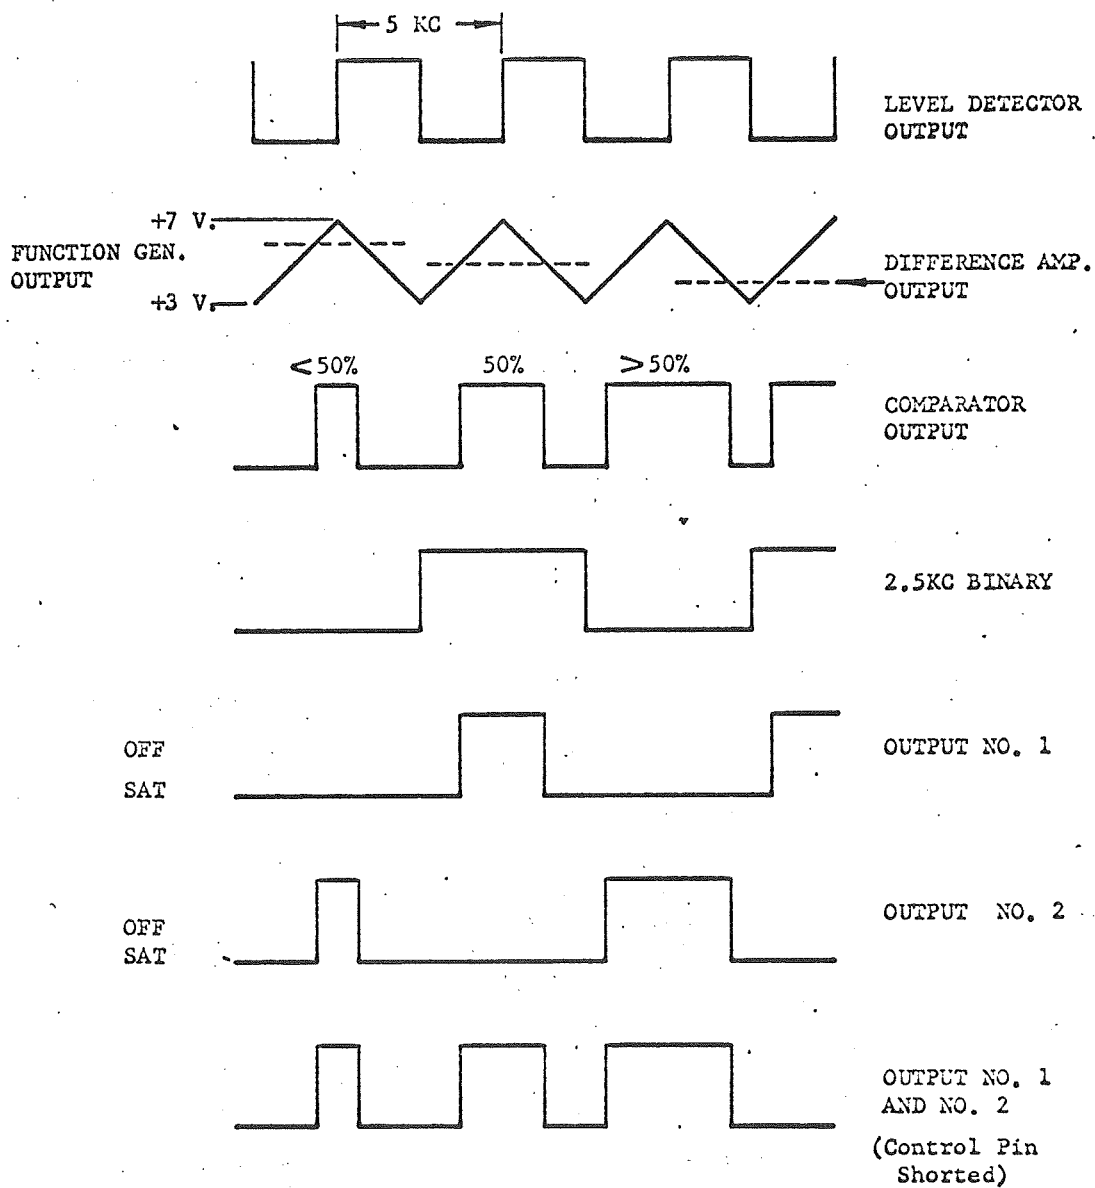 5 KC
LEVEL DETECTOR
OUTPUT
+7 V.
FUNCTION GEN.
OUTPUT
+3 V.
DIFFERENCE AMP.
OUTPUT
< 50%
50%
> 50%
COMPARATOR
OUTPUT
2.5KC BINARY
OFF
SAT
OUTPUT NO. 1
OFF
SAT
OUTPUT NO. 2
OUTPUT NO. 1
AND NO. 2
(Control Pin
Shorted)